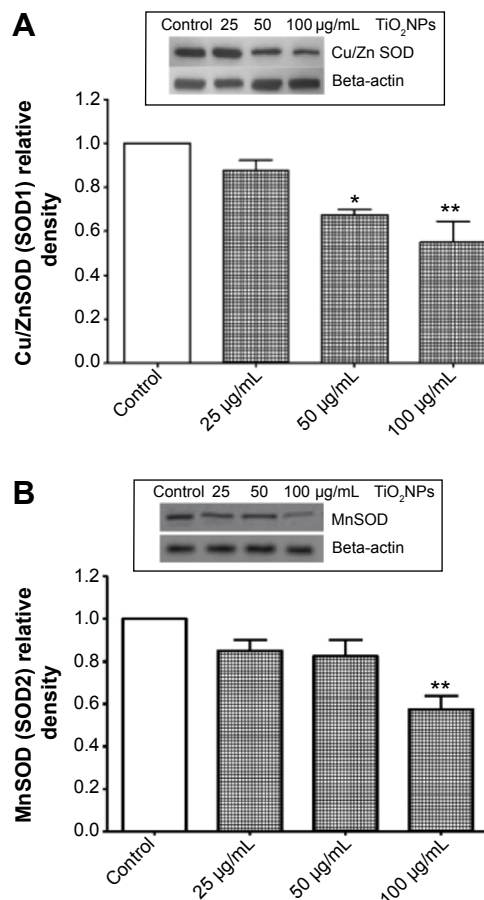 A
Control 25 50 100 µg/mL TiO₂NPs
Cu/Zn SOD
Beta-actin
Cu/ZnSOD (SOD1) relative
density
1.2
1.0
0.8
0.6
0.4
0.2
0.0
*
**
Control
25 µg/mL
50 µg/mL
100 µg/mL
B
Control 25 50 100 µg/mL TiO₂NPs
MnSOD
Beta-actin
MnSOD (SOD2) relative
density
1.2
1.0
0.8
0.6
0.4
0.2
0.0
**
Control
25 µg/mL
50 µg/mL
100 µg/mL